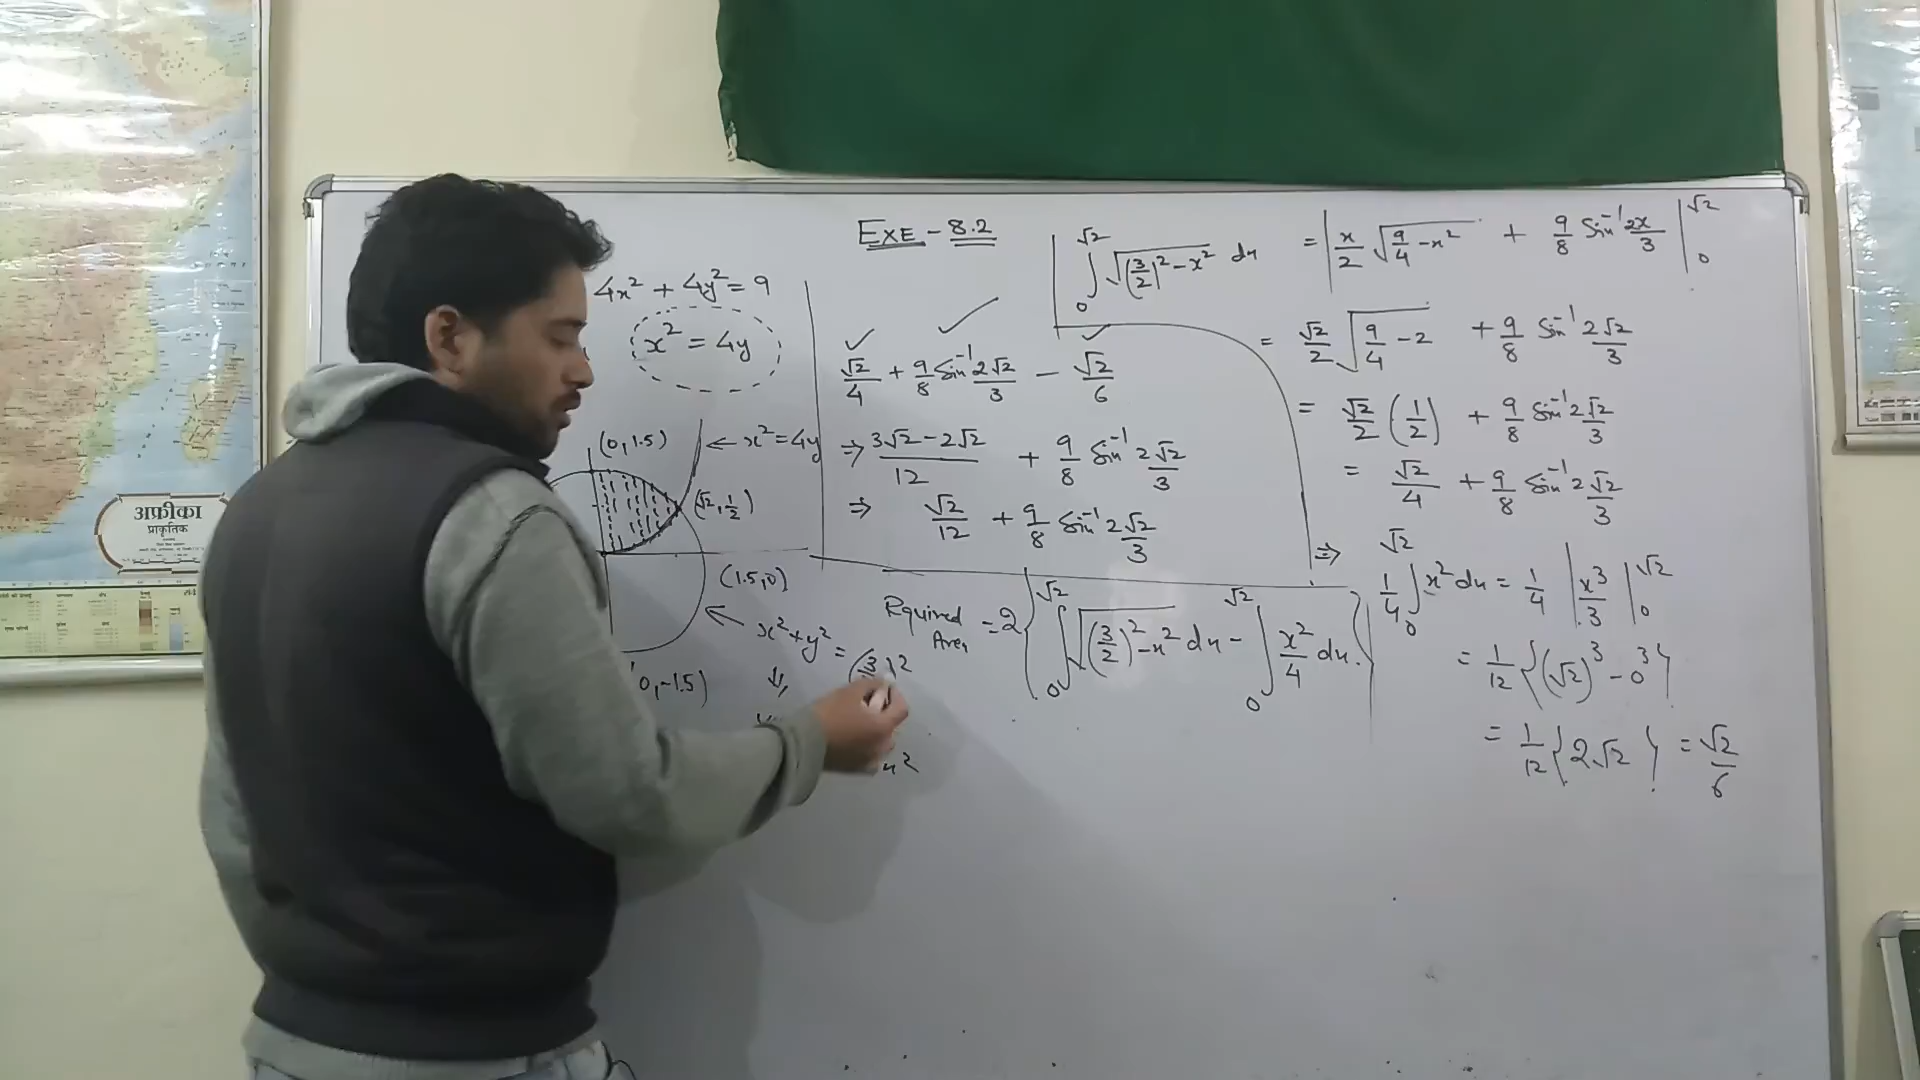 EXE - 8.2
4x² + 4y² = 9
x² = 4y
(0, 1.5)
← x² = 4y
(√2, 1/2)
(1.5, 0)
x² + y² = (3
)²
0, -1.5)
x²
√2/4 + 9/8 Sin⁻¹ 2√2/3 - √2/6
⇒ 3√2 - 2√2/12 + 9/8 Sin⁻¹ 2√2/3
⇒ √2/12 + 9/8 Sin⁻¹ 2√2/3
Required Area = 2 { ∫₀^√2 √((3/2)² - x²) dx - ∫₀^√2 x²/4 dx. }
∫₀^√2 √((3/2)² - x²) dx = | x/2 √(9/4 - x²) + 9/8 Sin⁻¹ 2x/3 |₀^√2
= √2/2 √(9/4 - 2) + 9/8 Sin⁻¹ 2√2/3
= √2/2 (1/2) + 9/8 Sin⁻¹ 2√2/3
= √2/4 + 9/8 Sin⁻¹ 2√2/3
⇒ 1/4 ∫₀^√2 x² dx = 1/4 | x³/3 |₀^√2
= 1/12 { (√2)³ - 0³ }
= 1/12 { 2√2 } = √2/6
अफ्रीका
प्राकृतिक